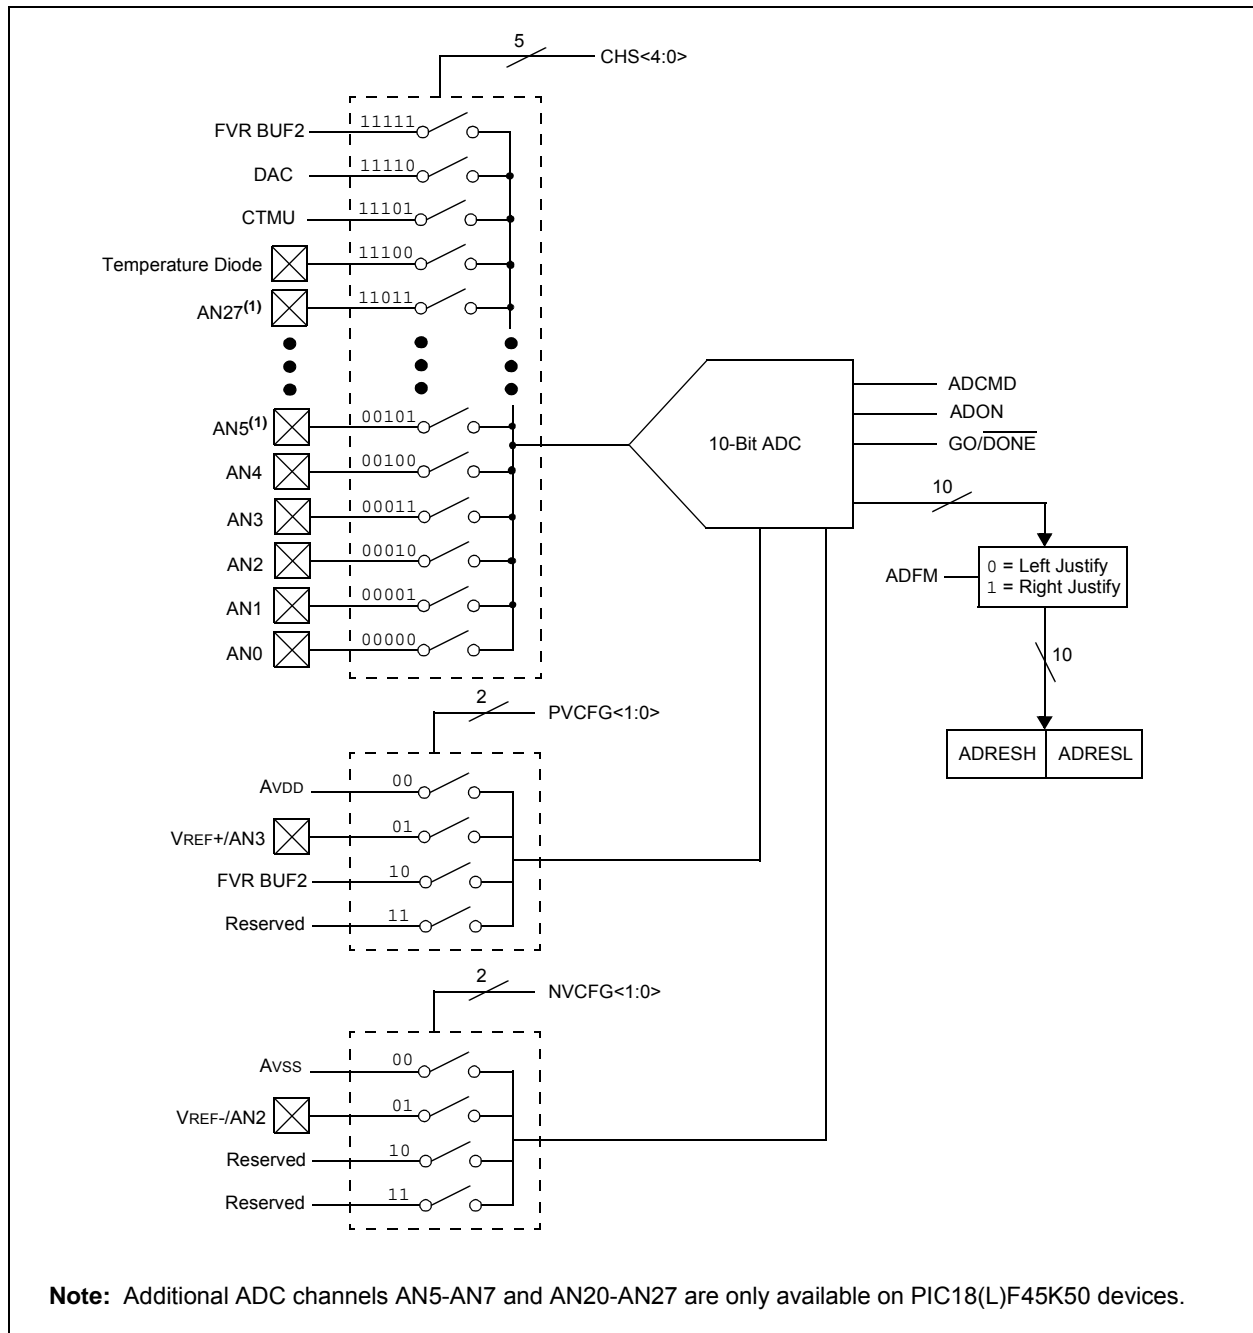 5
CHS<4:0>
FVR BUF2 11111
DAC 11110
CTMU 11101
Temperature Diode 11100
AN27(1) 11011
AN5(1) 00101
AN4 00100
AN3 00011
AN2 00010
AN1 00001
AN0 00000
10-Bit ADC
ADCMD
ADON
GO/DONE
10
ADFM
0 = Left Justify
1 = Right Justify
10
ADRESH ADRESL
2
PVCFG<1:0>
AVDD 00
VREF+/AN3 01
FVR BUF2 10
Reserved 11
2
NVCFG<1:0>
AVSS 00
VREF-/AN2 01
Reserved 10
Reserved 11
Note: Additional ADC channels AN5-AN7 and AN20-AN27 are only available on PIC18(L)F45K50 devices.